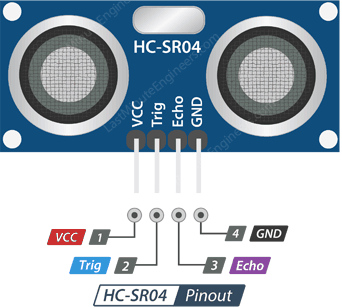 HC-SR04
VCC Trig Echo GND
VCC 1
4 GND
Trig 2
3 Echo
HC-SR04 Pinout